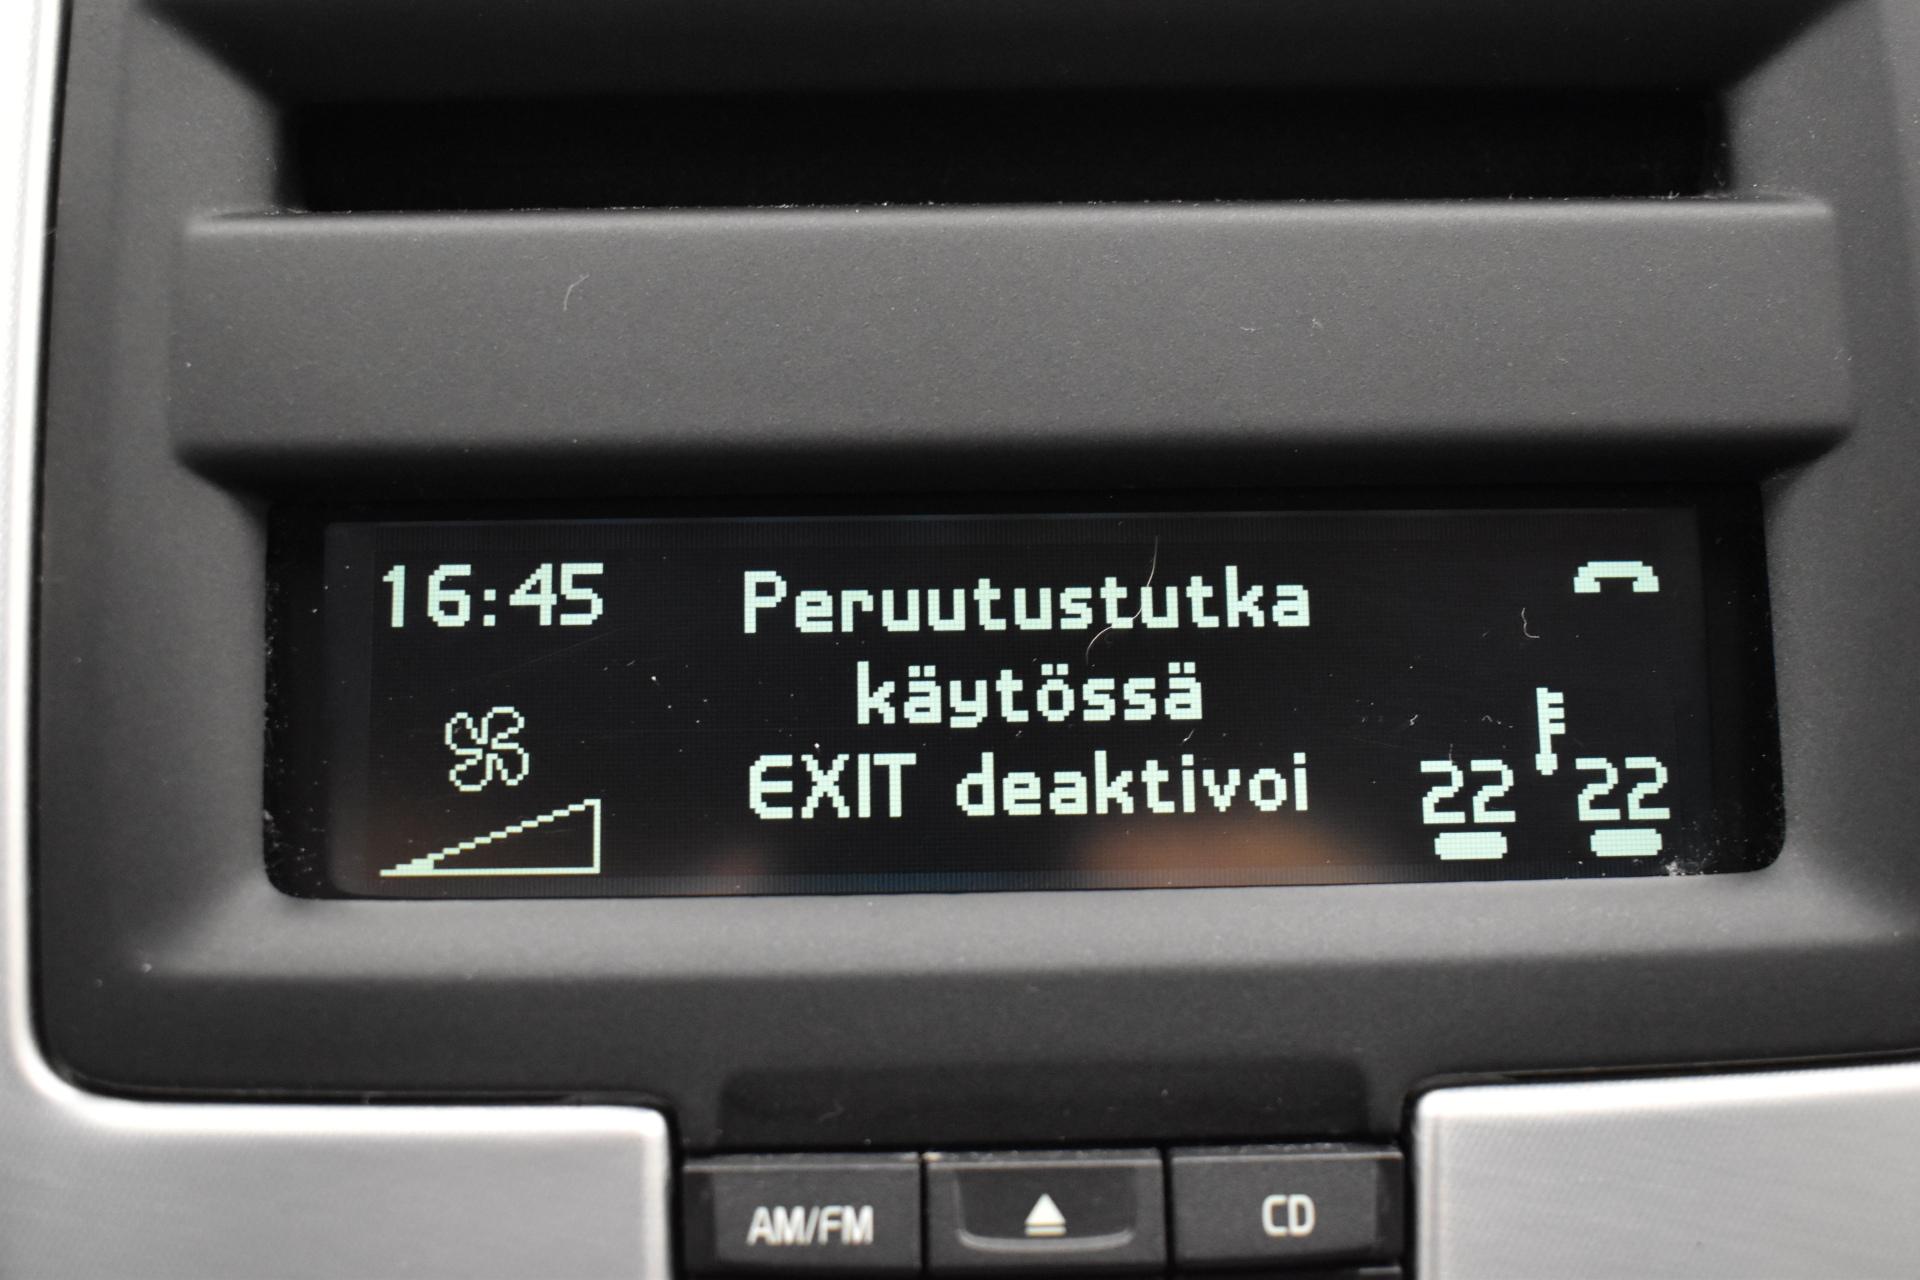 16:45 Peruutustutka
käytössä
EXIT deaktivoi
22 22
AM/FM CD